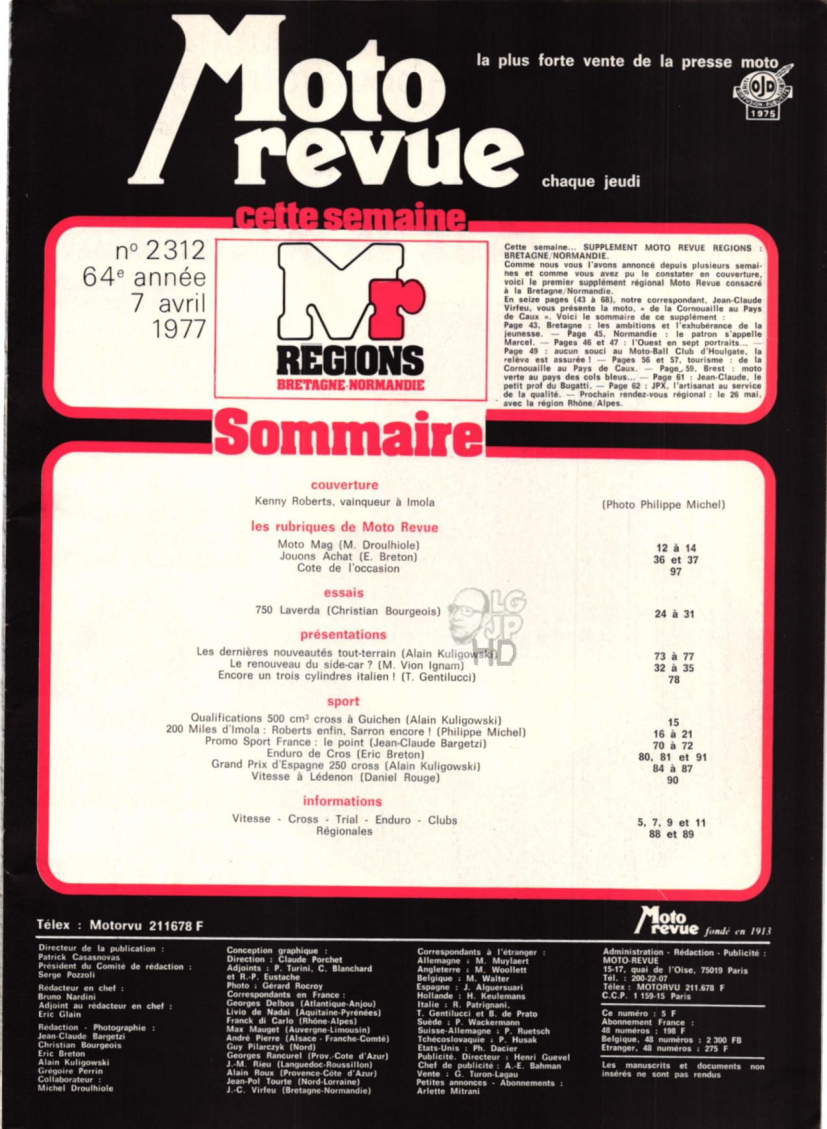 Moto
revue
la plus forte vente de la presse moto
OJD
1975
chaque jeudi
cette semaine
nº 2312
64e année
7 avril
1977
Mr
REGIONS
BRETAGNE-NORMANDIE
Cette semaine... SUPPLEMENT MOTO REVUE REGIONS :
BRETAGNE/NORMANDIE.
Comme nous vous l'avons annoncé depuis plusieurs semai-
nes et comme vous avez pu le constater en couverture,
voici le premier supplément régional Moto Revue consacré
à la Bretagne/Normandie.
En seize pages (43 à 68), notre correspondant, Jean-Claude
Virfeu, vous présente la moto, « de la Cornouaille au Pays
de Caux ». Voici le sommaire de ce supplément :
Page 43, Bretagne : les ambitions et l'exhubérance de la
jeunesse. — Page 45, Normandie : le patron s'appelle
Marcel. — Pages 46 et 47 : l'Ouest en sept portraits... —
Page 49 : aucun souci au Moto-Ball Club d'Houlgate, la
relève est assurée ! — Pages 56 et 57, tourisme : de la
Cornouaille au Pays de Caux. — Page 59, Brest : moto
verte au pays des cols bleus... — Page 61 : Jean-Claude, le
petit prof du Bugatti. — Page 62 : JPX, l'artisanat au service
de la qualité. — Prochain rendez-vous régional : le 26 mai,
avec la région Rhône/Alpes.
Sommaire
couverture
Kenny Roberts, vainqueur à Imola (Photo Philippe Michel)
les rubriques de Moto Revue
Moto Mag (M. Droulhiole) 12 à 14
Jouons Achat (E. Breton) 36 et 37
Cote de l'occasion 97
essais
750 Laverda (Christian Bourgeois) 24 à 31
LG
JP
HD
présentations
Les dernières nouveautés tout-terrain (Alain Kuligowski) 73 à 77
Le renouveau du side-car ? (M. Vion Ignam) 32 à 35
Encore un trois cylindres italien ! (T. Gentilucci) 78
sport
Qualifications 500 cm3 cross à Guichen (Alain Kuligowski) 15
200 Miles d'Imola : Roberts enfin, Sarron encore ! (Philippe Michel) 16 à 21
Promo Sport France : le point (Jean-Claude Bargetzi) 70 à 72
Enduro de Cros (Eric Breton) 80, 81 et 91
Grand Prix d'Espagne 250 cross (Alain Kuligowski) 84 à 87
Vitesse à Lédenon (Daniel Rouge) 90
informations
Vitesse - Cross - Trial - Enduro - Clubs 5, 7, 9 et 11
Régionales 88 et 89
Télex : Motorvu 211678 F
Moto
revue fondé en 1913
Directeur de la publication :
Patrick Casasnovas
Président du Comité de rédaction :
Serge Pozzoli
Rédacteur en chef :
Bruno Nardini
Adjoint au rédacteur en chef :
Eric Glain
Rédaction - Photographie :
Jean-Claude Bargetzi
Christian Bourgeois
Eric Breton
Alain Kuligowski
Grégoire Perrin
Collaborateur :
Michel Droulhiole
Conception graphique :
Direction : Claude Porchet
Adjoints : P. Turini, C. Blanchard
et R.-P. Eustache
Photo : Gérard Rocroy
Correspondants en France :
Georges Delbos (Atlantique-Anjou)
Livio de Nadaï (Aquitaine-Pyrénées)
Franck di Carlo (Rhône-Alpes)
Max Mauget (Auvergne-Limousin)
André Pierre (Alsace - Franche-Comté)
Guy Pilarczyk (Nord)
Georges Rancurel (Prov.-Cote d'Azur)
J.-M. Rieu (Languedoc-Roussillon)
Alain Roux (Provence-Côte d'Azur)
Jean-Pol Tourte (Nord-Lorraine)
J.-C. Virfeu (Bretagne-Normandie)
Correspondants à l'étranger :
Allemagne : M. Muylaert
Angleterre : M. Woollett
Belgique : M. Walter
Espagne : J. Alguersuari
Hollande : H. Keulemans
Italie : R. Patrignani,
T. Gentilucci et B. de Prato
Suède : P. Wackermann
Suisse-Allemagne : P. Ruetsch
Tchécoslovaquie : P. Husak
Etats-Unis : Ph. Dacier
Publicité. Directeur : Henri Guevel
Chef de publicité : A.-E. Bahman
Vente : G. Turon-Lagau
Petites annonces - Abonnements :
Arlette Mitrani
Administration - Rédaction - Publicité :
MOTO-REVUE
15-17, quai de l'Oise, 75019 Paris
Tél. : 200-22-07
Télex : MOTORVU 211.678 F
C.C.P. 1 159-15 Paris
Ce numéro : 5 F
Abonnement France :
48 numéros : 198 F
Belgique, 48 numéros : 2 300 FB
Etranger, 48 numéros : 275 F
Les manuscrits et documents non
insérés ne sont pas rendus